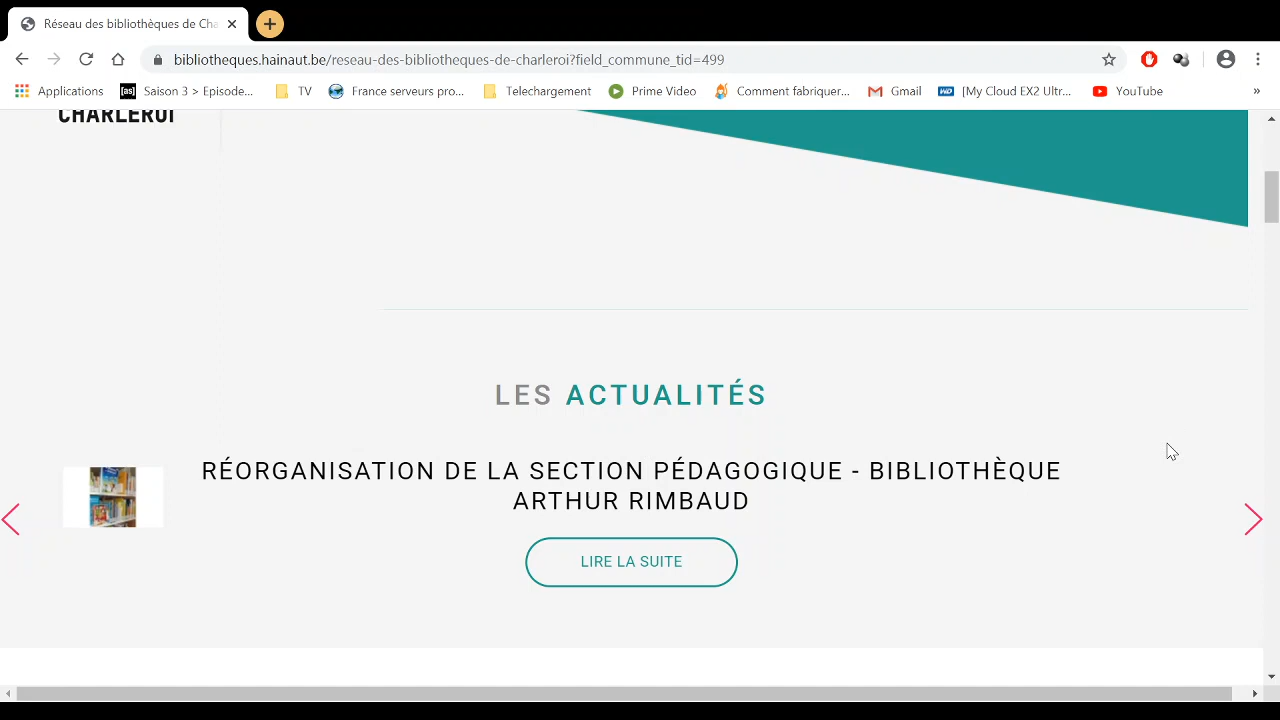 Réseau des bibliothèques de Cha
bibliotheques.hainaut.be/reseau-des-bibliotheques-de-charleroi?field_commune_tid=499
Applications [as] Saison 3 > Episode... TV France serveurs pro... Telechargement Prime Video Comment fabriquer... Gmail WD [My Cloud EX2 Ultr... YouTube »
CHARLEROI
LES ACTUALITÉS
RÉORGANISATION DE LA SECTION PÉDAGOGIQUE - BIBLIOTHÈQUE
ARTHUR RIMBAUD
LIRE LA SUITE